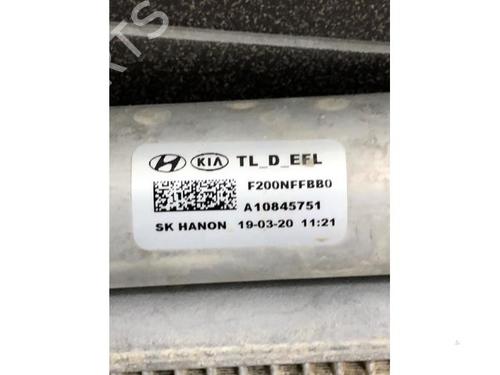 KIA TL_D_EFL
F200NFFBB0
A10845751
SK HANON 19-03-20 11:21